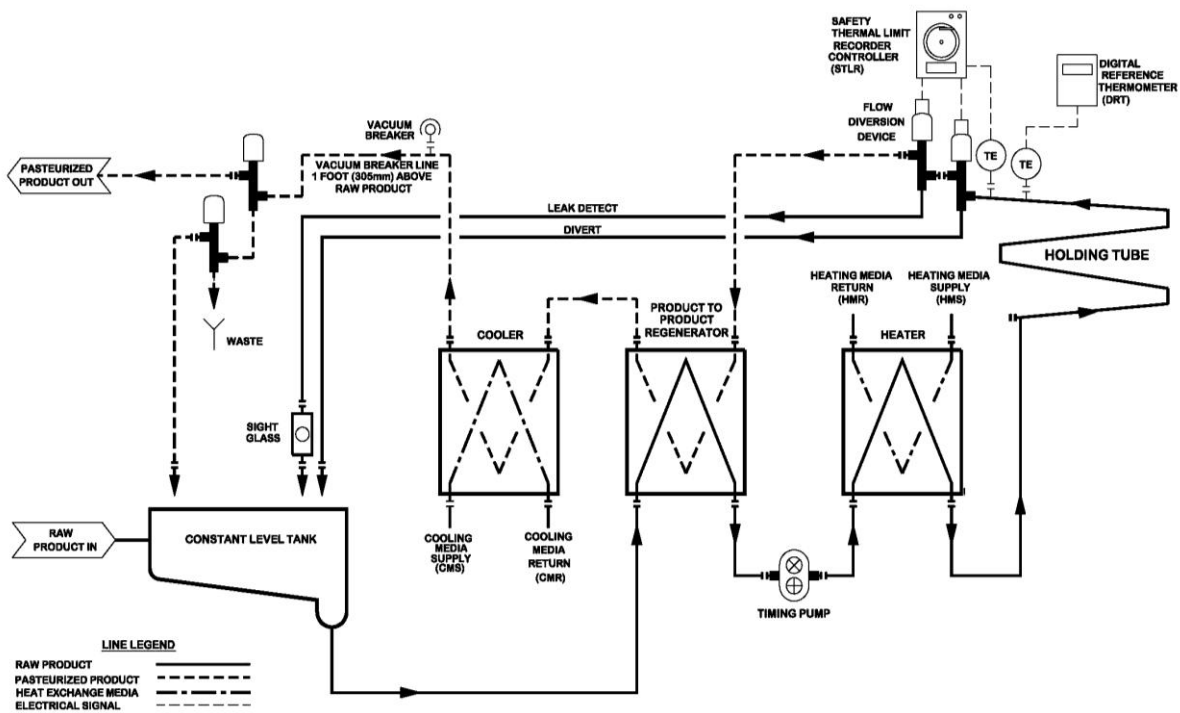 SAFETY
THERMAL LIMIT
RECORDER
CONTROLLER
(STLR)
DIGITAL
REFERENCE
THERMOMETER
(DRT)
FLOW
DIVERSION
DEVICE
TE
TE
VACUUM
BREAKER
VACUUM BREAKER LINE
1 FOOT (305mm) ABOVE
RAW PRODUCT
PASTEURIZED
PRODUCT OUT
LEAK DETECT
DIVERT
HOLDING TUBE
HEATING MEDIA
RETURN
(HMR)
HEATING MEDIA
SUPPLY
(HMS)
WASTE
COOLER
PRODUCT TO
PRODUCT
REGENERATOR
HEATER
SIGHT
GLASS
RAW
PRODUCT IN
CONSTANT LEVEL TANK
COOLING
MEDIA
SUPPLY
(CMS)
COOLING
MEDIA
RETURN
(CMR)
TIMING PUMP
LINE LEGEND
RAW PRODUCT
PASTEURIZED PRODUCT
HEAT EXCHANGE MEDIA
ELECTRICAL SIGNAL